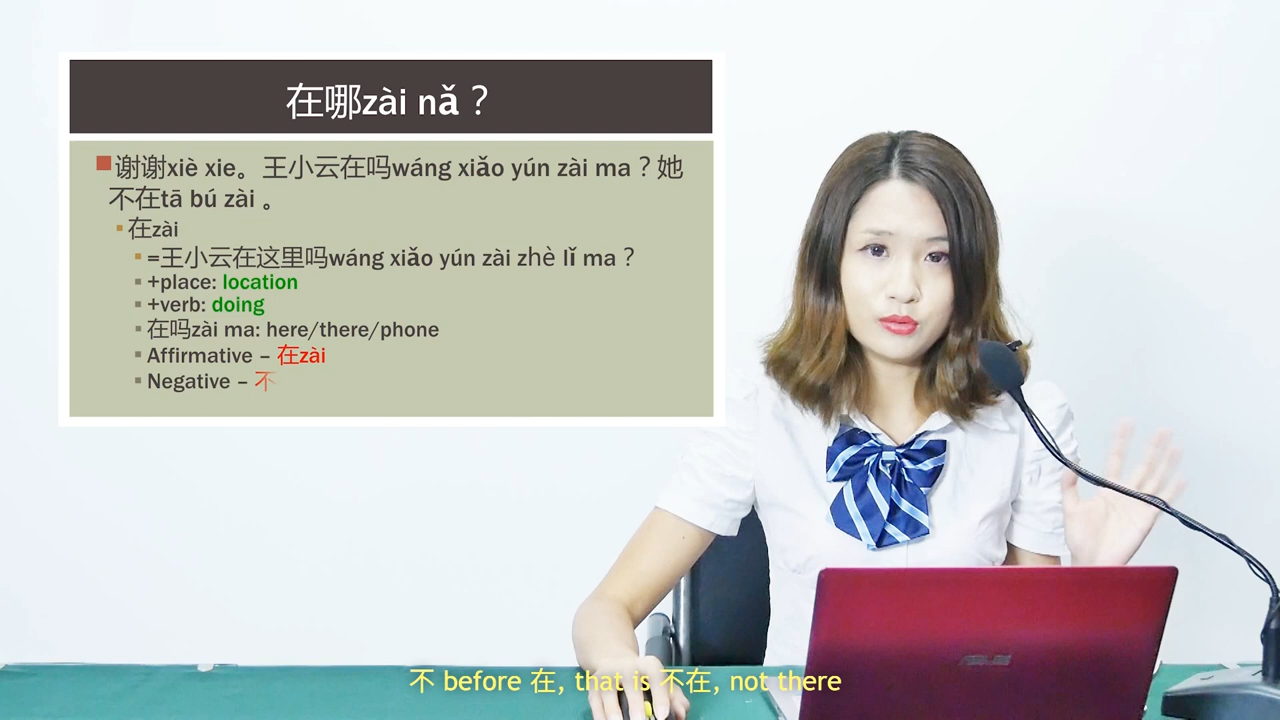 在哪zài nǎ？
谢谢xiè xie。王小云在吗wáng xiǎo yún zài ma？她
不在tā bú zài 。
在zài
=王小云在这里吗wáng xiǎo yún zài zhè lǐ ma？
+place: location
+verb: doing
在吗zài ma: here/there/phone
Affirmative – 在zài
Negative – 不
ASUS
不 before 在, that is 不在, not there